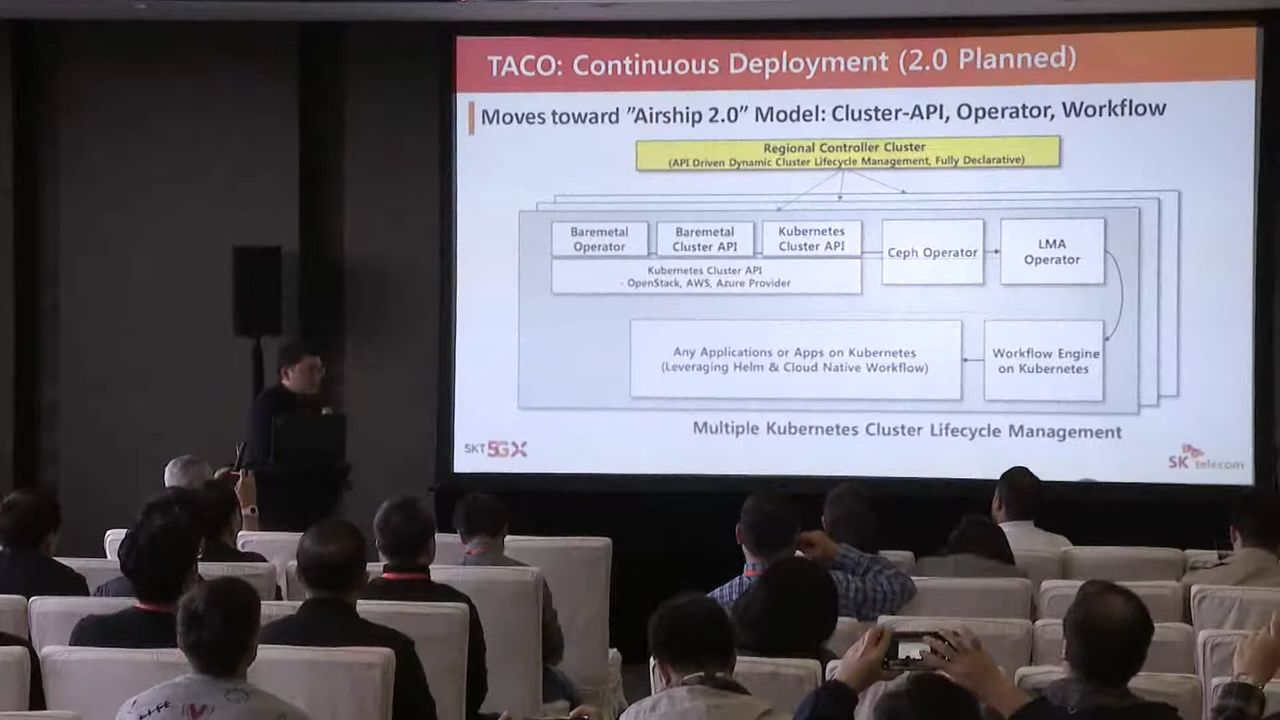 TACO: Continuous Deployment (2.0 Planned)
Moves toward ”Airship 2.0” Model: Cluster-API, Operator, Workflow
Regional Controller Cluster
(API Driven Dynamic Cluster Lifecycle Management, Fully Declarative)
Baremetal
Operator
Baremetal
Cluster API
Kubernetes
Cluster API
Kubernetes Cluster API
- OpenStack, AWS, Azure Provider
Ceph Operator
LMA
Operator
Any Applications or Apps on Kubernetes
(Leveraging Helm & Cloud Native Workflow)
Workflow Engine
on Kubernetes
Multiple Kubernetes Cluster Lifecycle Management
SKT 5GX
SK telecom
LIFE